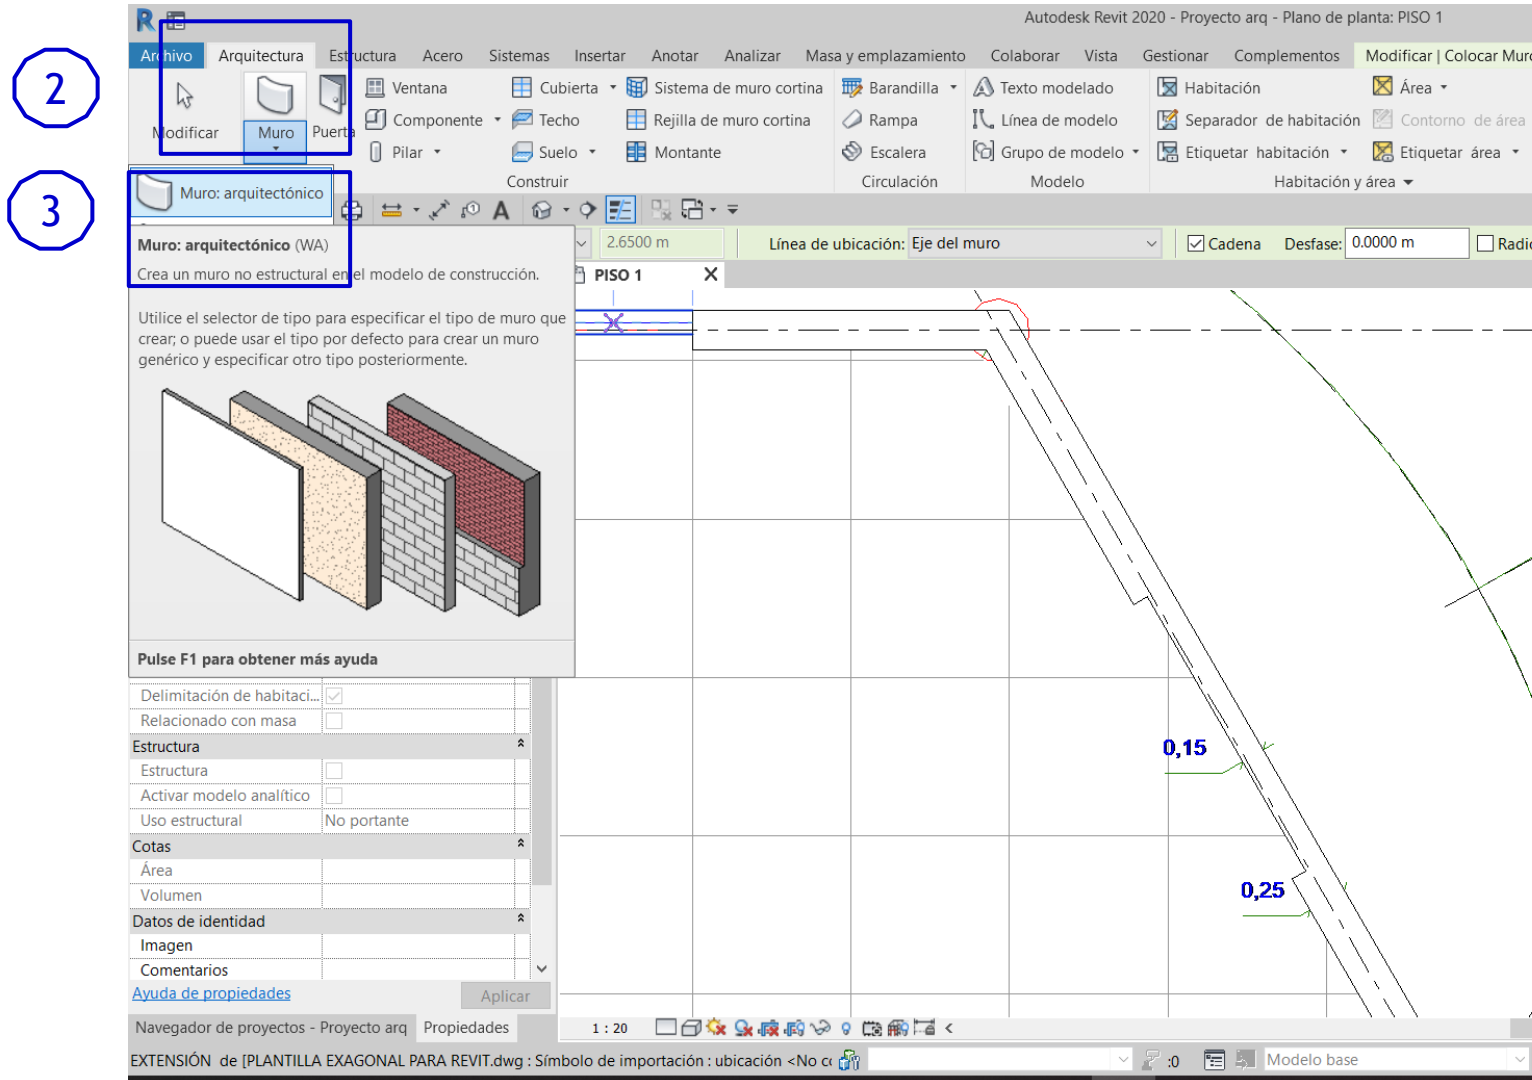 Autodesk Revit 2020 - Proyecto arq - Plano de planta: PISO 1
Archivo Arquitectura Estructura Acero Sistemas Insertar Anotar Analizar Masa y emplazamiento Colaborar Vista Gestionar Complementos Modificar | Colocar Muro
2
Ventana Cubierta Sistema de muro cortina Barandilla Texto modelado Habitación Área
Componente Techo Rejilla de muro cortina Rampa Línea de modelo Separador de habitación Contorno de área
Modificar Muro Puerta
Pilar Suelo Montante Escalera Grupo de modelo Etiquetar habitación Etiquetar área
Construir Circulación Modelo Habitación y área
3
Muro: arquitectónico
Muro: arquitectónico (WA)
2.6500 m Línea de ubicación: Eje del muro Cadena Desfase: 0.0000 m Radio
Crea un muro no estructural en el modelo de construcción.
PISO 1
Utilice el selector de tipo para especificar el tipo de muro que
crear; o puede usar el tipo por defecto para crear un muro
genérico y especificar otro tipo posteriormente.
Pulse F1 para obtener más ayuda
Delimitación de habitaci...
Relacionado con masa
Estructura
Estructura
Activar modelo analítico
Uso estructural No portante
Cotas
Área
Volumen
Datos de identidad
Imagen
Comentarios
Ayuda de propiedades Aplicar
0,15
0,25
Navegador de proyectos - Proyecto arq Propiedades 1 : 20
EXTENSIÓN de [PLANTILLA EXAGONAL PARA REVIT.dwg : Símbolo de importación : ubicación <No co :0 Modelo base